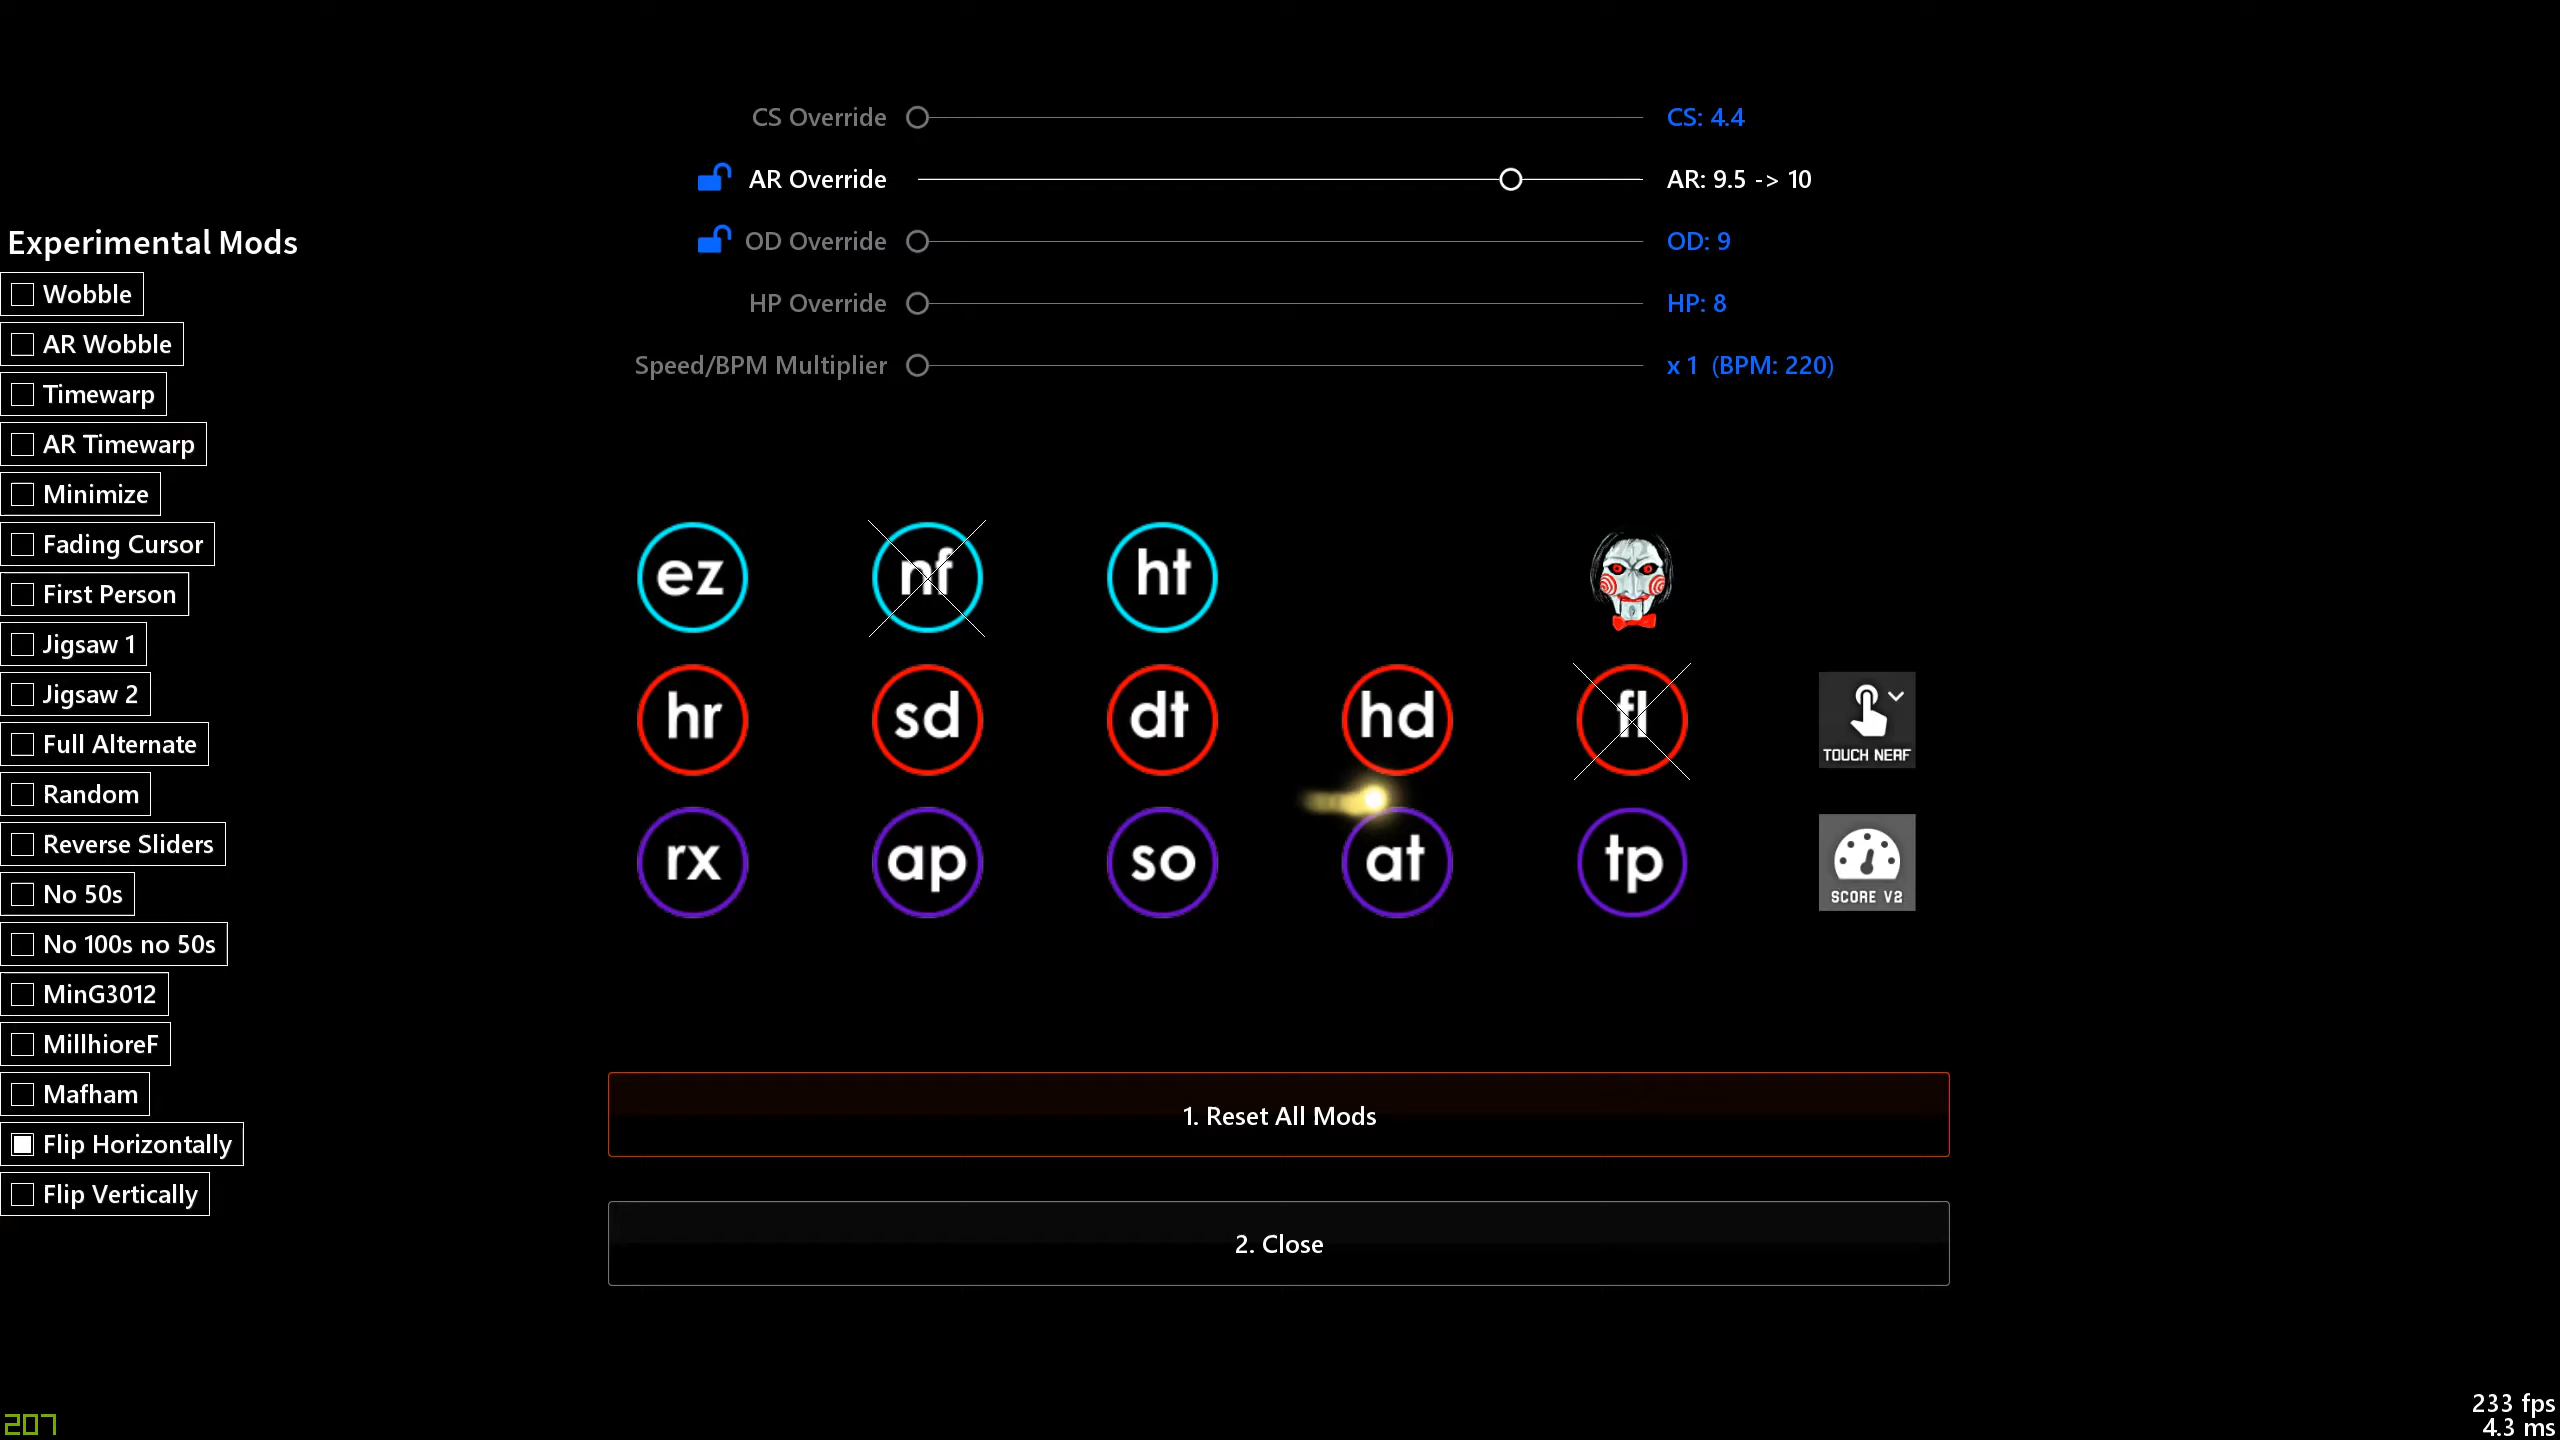 CS Override CS: 4.4
AR Override AR: 9.5 -> 10
OD Override OD: 9
HP Override HP: 8
Speed/BPM Multiplier x 1 (BPM: 220)
Experimental Mods
Wobble
AR Wobble
Timewarp
AR Timewarp
Minimize
Fading Cursor
First Person
Jigsaw 1
Jigsaw 2
Full Alternate
Random
Reverse Sliders
No 50s
No 100s no 50s
MinG3012
MillhioreF
Mafham
Flip Horizontally
Flip Vertically
ez nf ht
hr sd dt hd fl TOUCH NERF
rx ap so at tp SCORE V2
1. Reset All Mods
2. Close
207
233 fps
4.3 ms